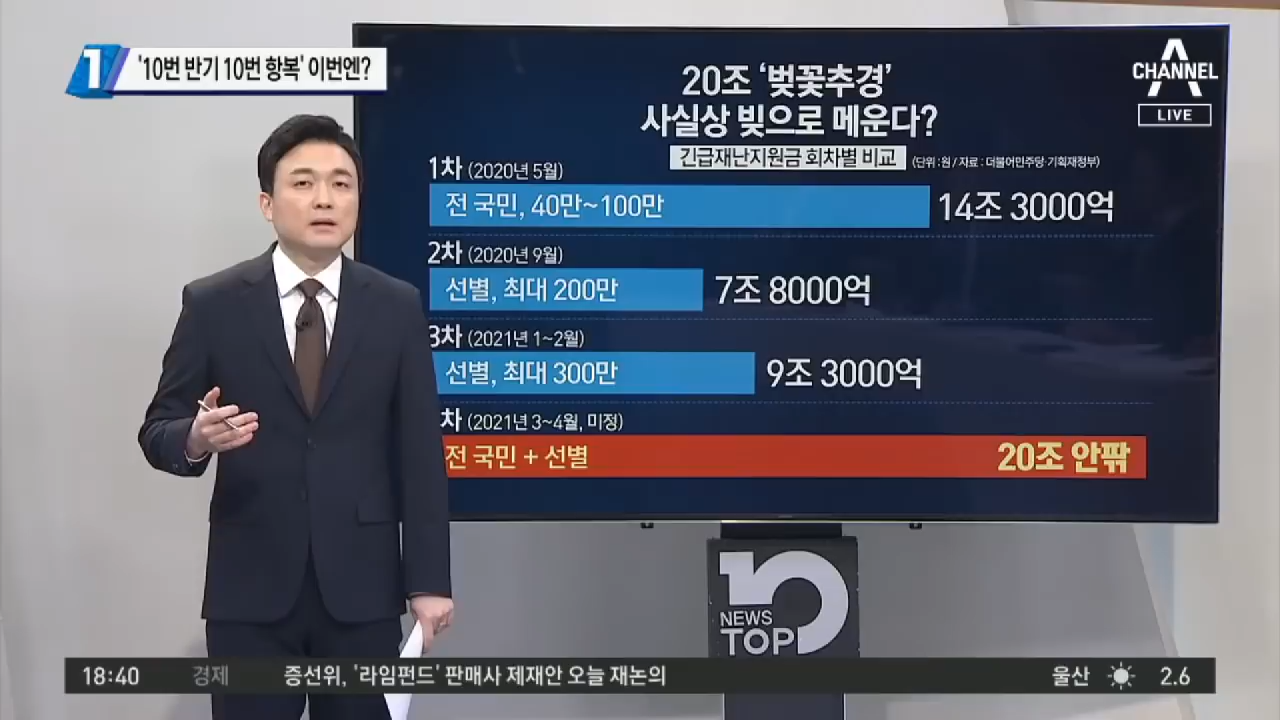 1 '10번 반기 10번 항복' 이번엔?
CHANNEL A
LIVE
20조 '벚꽃추경'
사실상 빚으로 메운다?
긴급재난지원금 회차별 비교 (단위 : 원 / 자료 : 더불어민주당·기획재정부)
1차 (2020년 5월)
전 국민, 40만~100만 14조 3000억
2차 (2020년 9월)
선별, 최대 200만 7조 8000억
3차 (2021년 1~2월)
선별, 최대 300만 9조 3000억
차 (2021년 3~4월, 미정)
전 국민 + 선별 20조 안팎
NEWS
TOP10
18:40 경제 증선위, '라임펀드' 판매사 제재안 오늘 재논의 울산 2.6